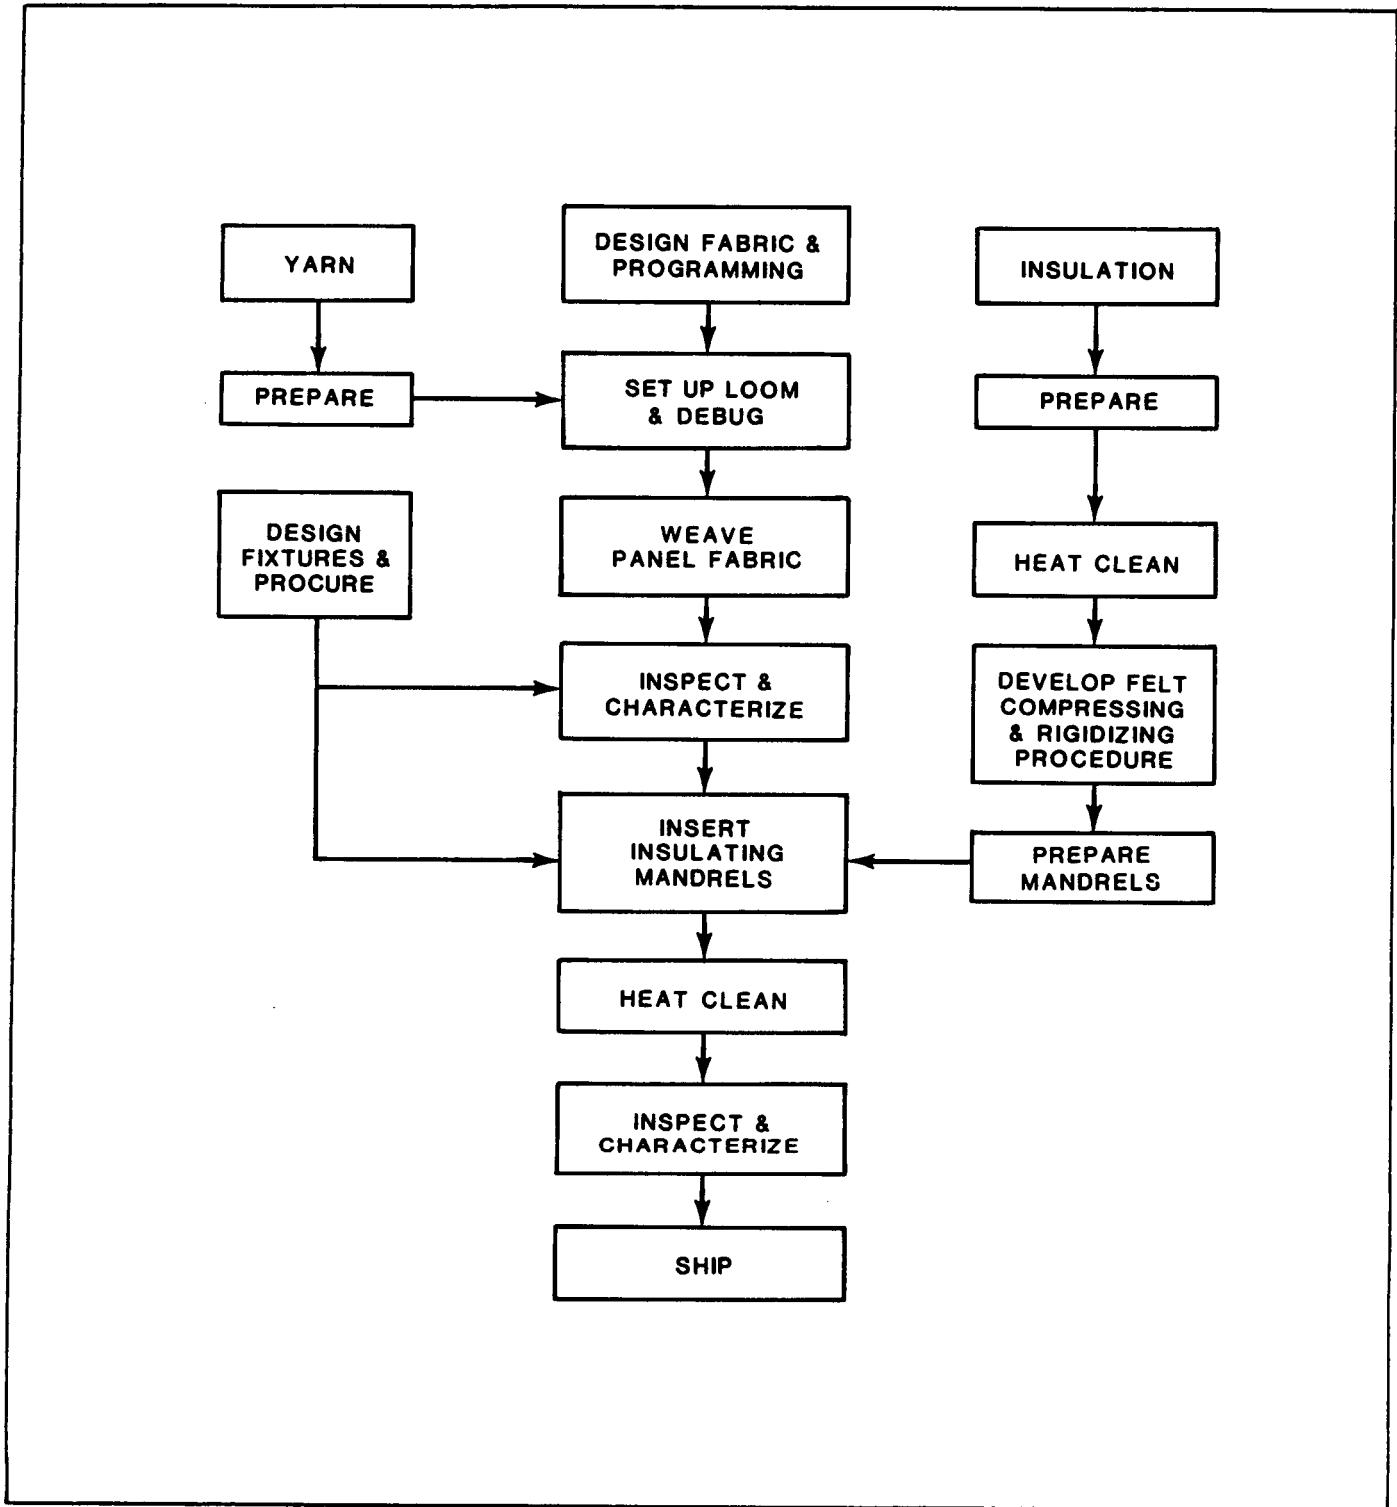 YARN
DESIGN FABRIC &
PROGRAMMING
INSULATION
PREPARE
SET UP LOOM
& DEBUG
PREPARE
DESIGN
FIXTURES &
PROCURE
WEAVE
PANEL FABRIC
HEAT CLEAN
INSPECT &
CHARACTERIZE
DEVELOP FELT
COMPRESSING
& RIGIDIZING
PROCEDURE
INSERT
INSULATING
MANDRELS
PREPARE
MANDRELS
HEAT CLEAN
INSPECT &
CHARACTERIZE
SHIP